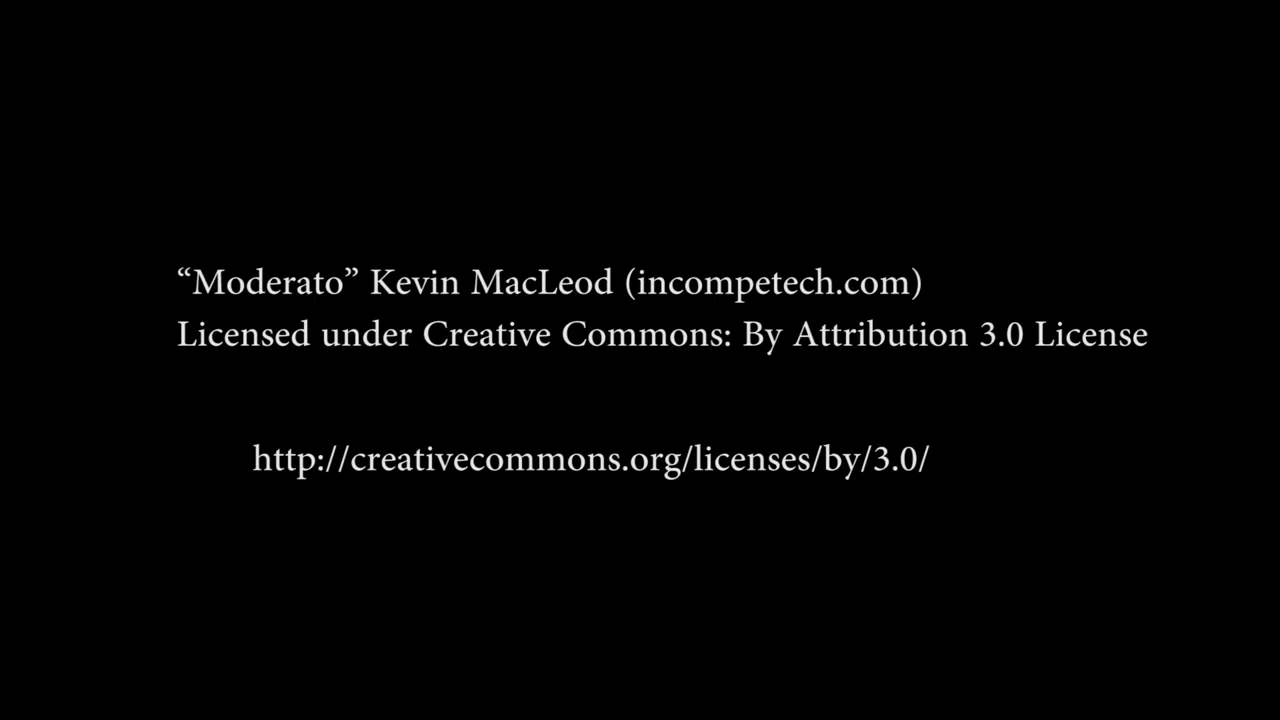 “Moderato” Kevin MacLeod (incompetech.com)
Licensed under Creative Commons: By Attribution 3.0 License
http://creativecommons.org/licenses/by/3.0/